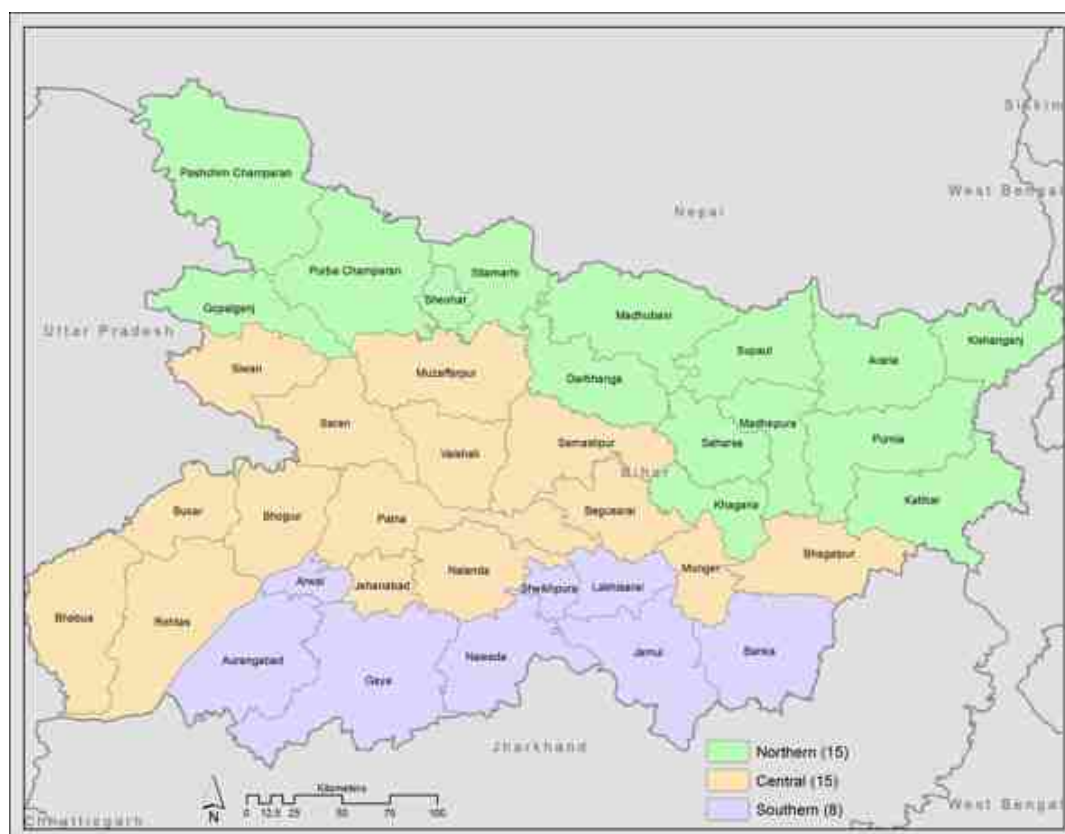 Sikkim
West Bengal
Pashchim Champaran
Nepal
Purba Champaran
Sitamarhi
Sheohar
Gopalganj
Madhubani
Uttar Pradesh
Supaul
Araria
Kishanganj
Siwan
Muzaffarpur
Darbhanga
Saran
Madhepura
Saharsa
Purnia
Vaishali
Samastipur
Bihar
Khagaria
Katihar
Buxar
Bhojpur
Patna
Begusarai
Bhagalpur
Munger
Arwal
Jehanabad
Nalanda
Sheikhpura
Lakhisarai
Bhabua
Rohtas
Aurangabad
Gaya
Nawada
Jamui
Banka
Jharkhand
Northern (15)
Central (15)
Southern (8)
Kilometers
0 12.5 25 50 75 100
N
Chhattisgarh
West Bengal